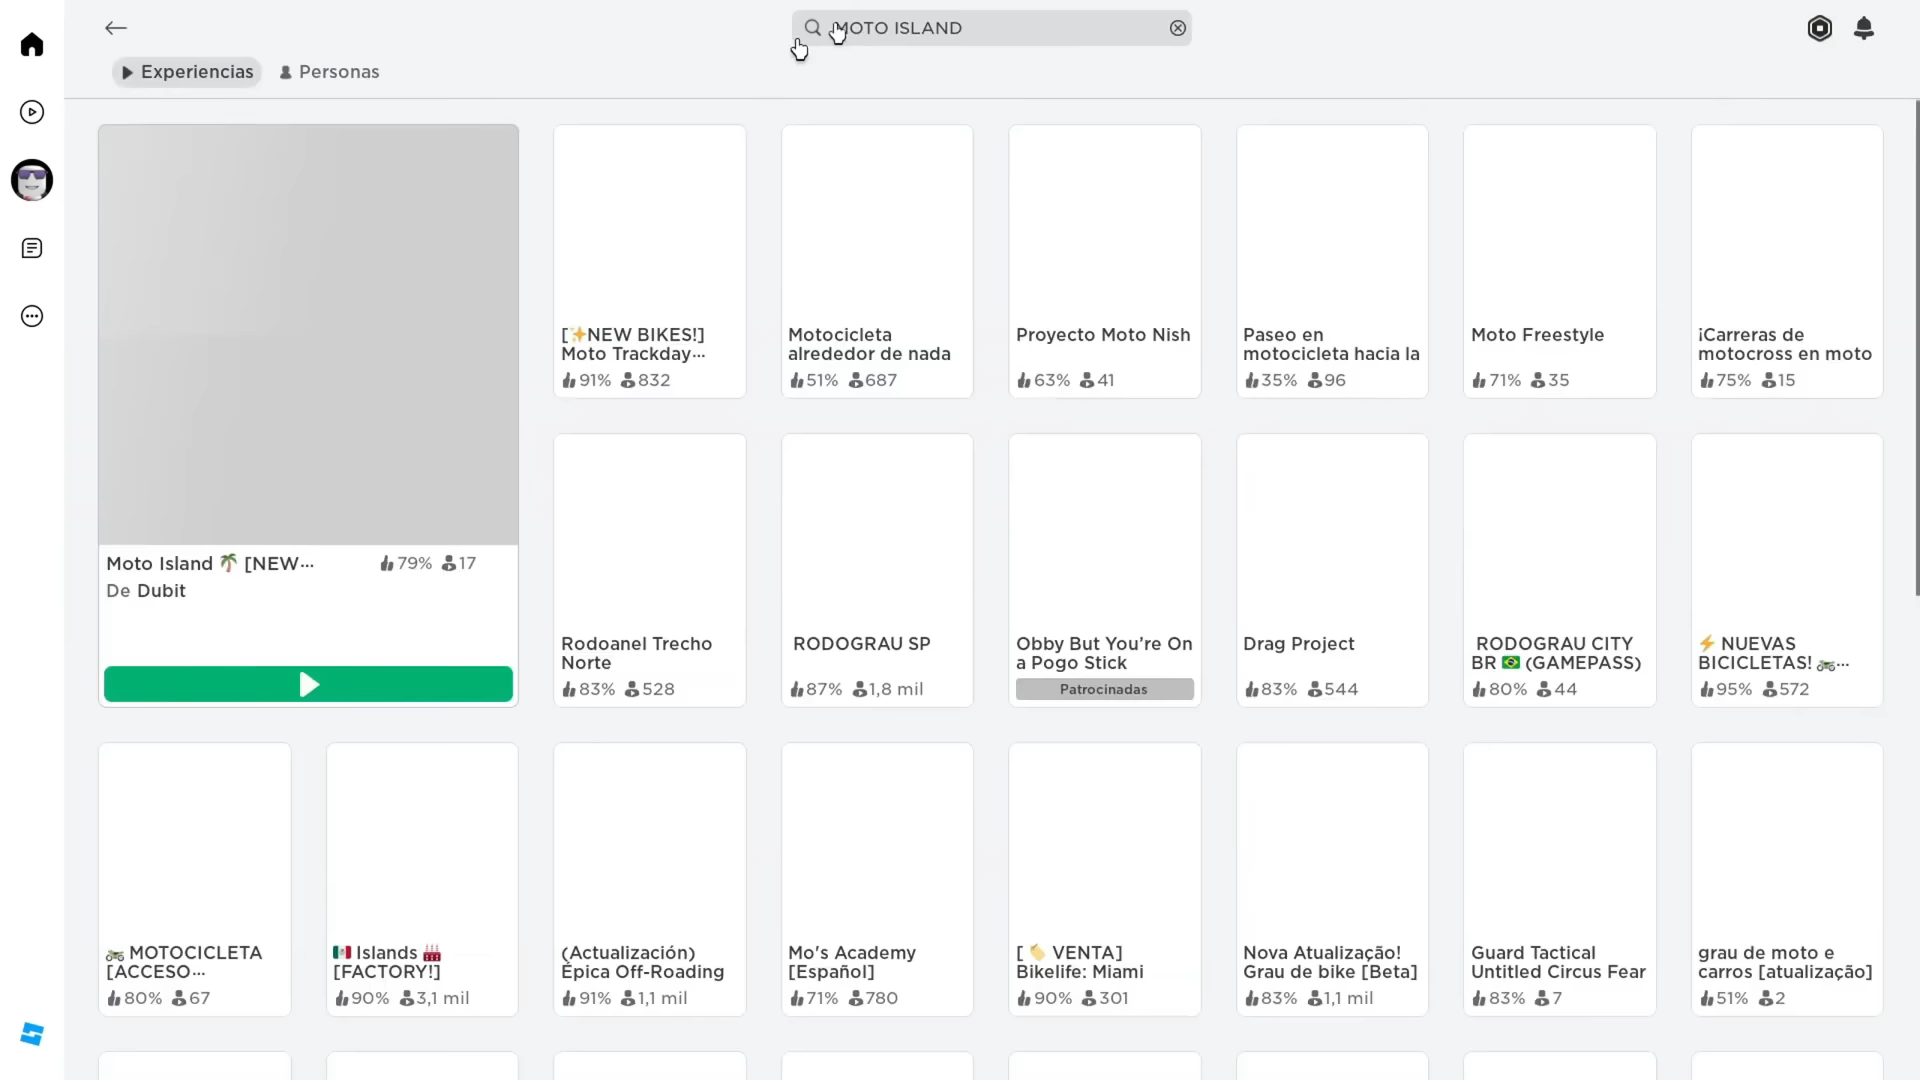 MOTO ISLAND
Experiencias
Personas
Moto Island 🌴 [NEW...
79% 17
De Dubit
[✨NEW BIKES!]
Moto Trackday...
91% 832
Motocicleta
alrededor de nada
51% 687
Proyecto Moto Nish
63% 41
Paseo en
motocicleta hacia la
35% 96
Moto Freestyle
71% 35
¡Carreras de
motocross en moto
75% 15
Rodoanel Trecho
Norte
83% 528
RODOGRAU SP
87% 1,8 mil
Obby But You’re On
a Pogo Stick
Patrocinadas
Drag Project
83% 544
RODOGRAU CITY
BR 🇧🇷 (GAMEPASS)
80% 44
⚡ NUEVAS
BICICLETAS! 🏍️...
95% 572
🏍️ MOTOCICLETA
[ACCESO...
80% 67
🇲🇽 Islands 🏭
[FACTORY!]
90% 3,1 mil
(Actualización)
Épica Off-Roading
91% 1,1 mil
Mo's Academy
[Español]
71% 780
[ 🏷️ VENTA]
Bikelife: Miami
90% 301
Nova Atualização!
Grau de bike [Beta]
83% 1,1 mil
Guard Tactical
Untitled Circus Fear
83% 7
grau de moto e
carros [atualização]
51% 2